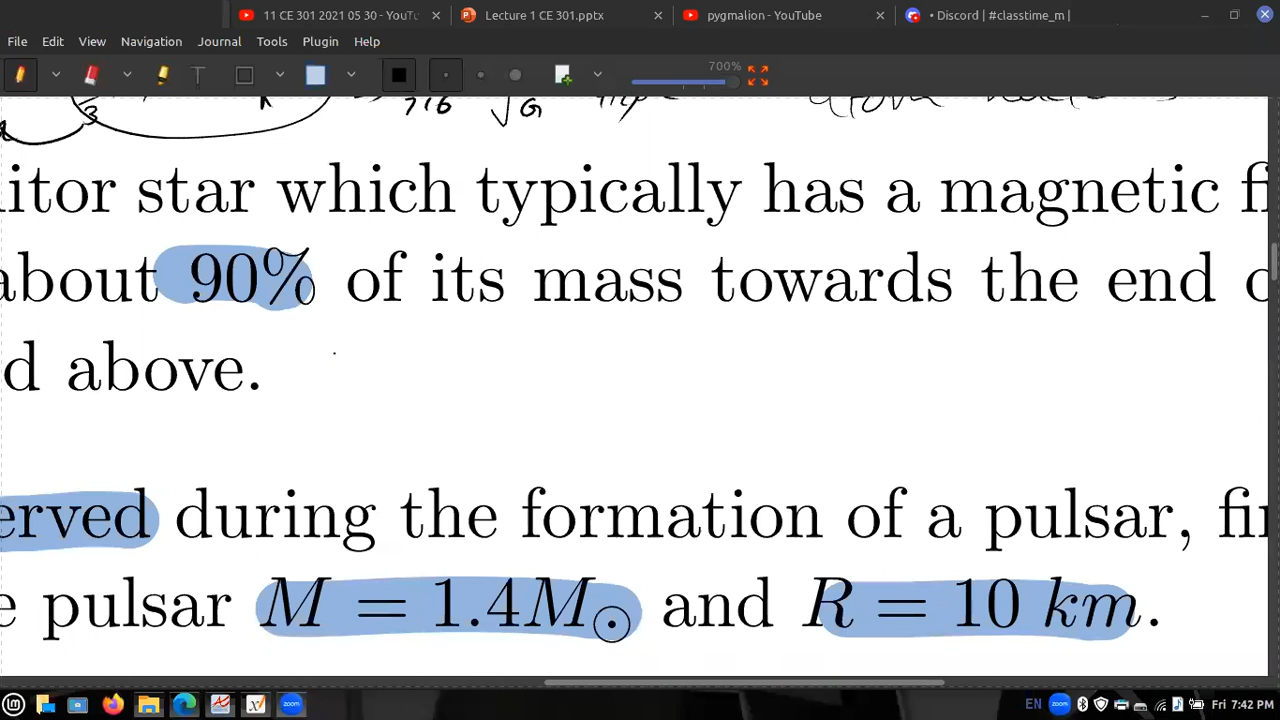 11 CE 301 2021 05 30 - YouTu
Lecture 1 CE 301.pptx
pygmalion - YouTube
• Discord | #classtime_m |
File Edit View Navigation Journal Tools Plugin Help
700%
itor star which typically has a magnetic fi
about 90% of its mass towards the end o
d above.
erved during the formation of a pulsar, fin
e pulsar M = 1.4M⊙ and R = 10 km.
EN
zoom
zoom
Fri, 7:42 PM